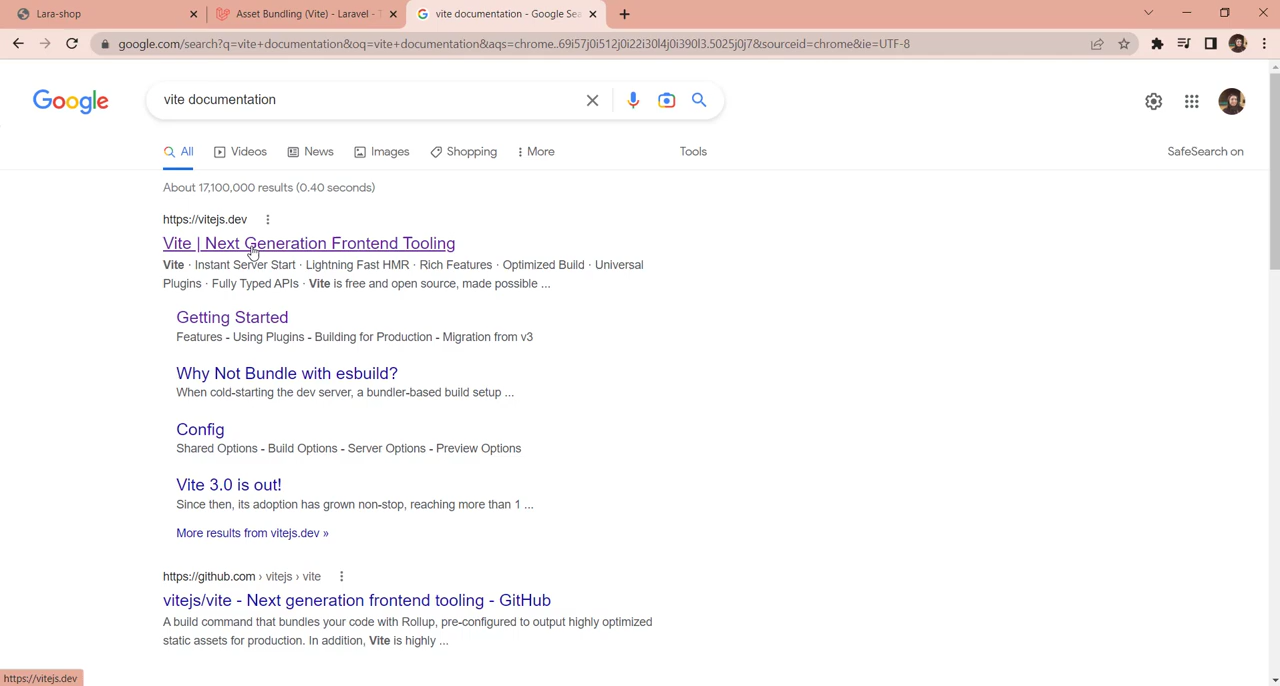 Lara-shop
Asset Bundling (Vite) - Laravel - T
vite documentation - Google Sea
google.com/search?q=vite+documentation&oq=vite+documentation&aqs=chrome..69i57j0i512j0i22i30l4j0i390l3.5025j0j7&sourceid=chrome&ie=UTF-8
Google
vite documentation
All
Videos
News
Images
Shopping
More
Tools
SafeSearch on
About 17,100,000 results (0.40 seconds)
https://vitejs.dev
Vite | Next Generation Frontend Tooling
Vite · Instant Server Start · Lightning Fast HMR · Rich Features · Optimized Build · Universal
Plugins · Fully Typed APIs · Vite is free and open source, made possible ...
Getting Started
Features - Using Plugins - Building for Production - Migration from v3
Why Not Bundle with esbuild?
When cold-starting the dev server, a bundler-based build setup ...
Config
Shared Options - Build Options - Server Options - Preview Options
Vite 3.0 is out!
Since then, its adoption has grown non-stop, reaching more than 1 ...
More results from vitejs.dev »
https://github.com › vitejs › vite
vitejs/vite - Next generation frontend tooling - GitHub
A build command that bundles your code with Rollup, pre-configured to output highly optimized
static assets for production. In addition, Vite is highly ...
https://vitejs.dev